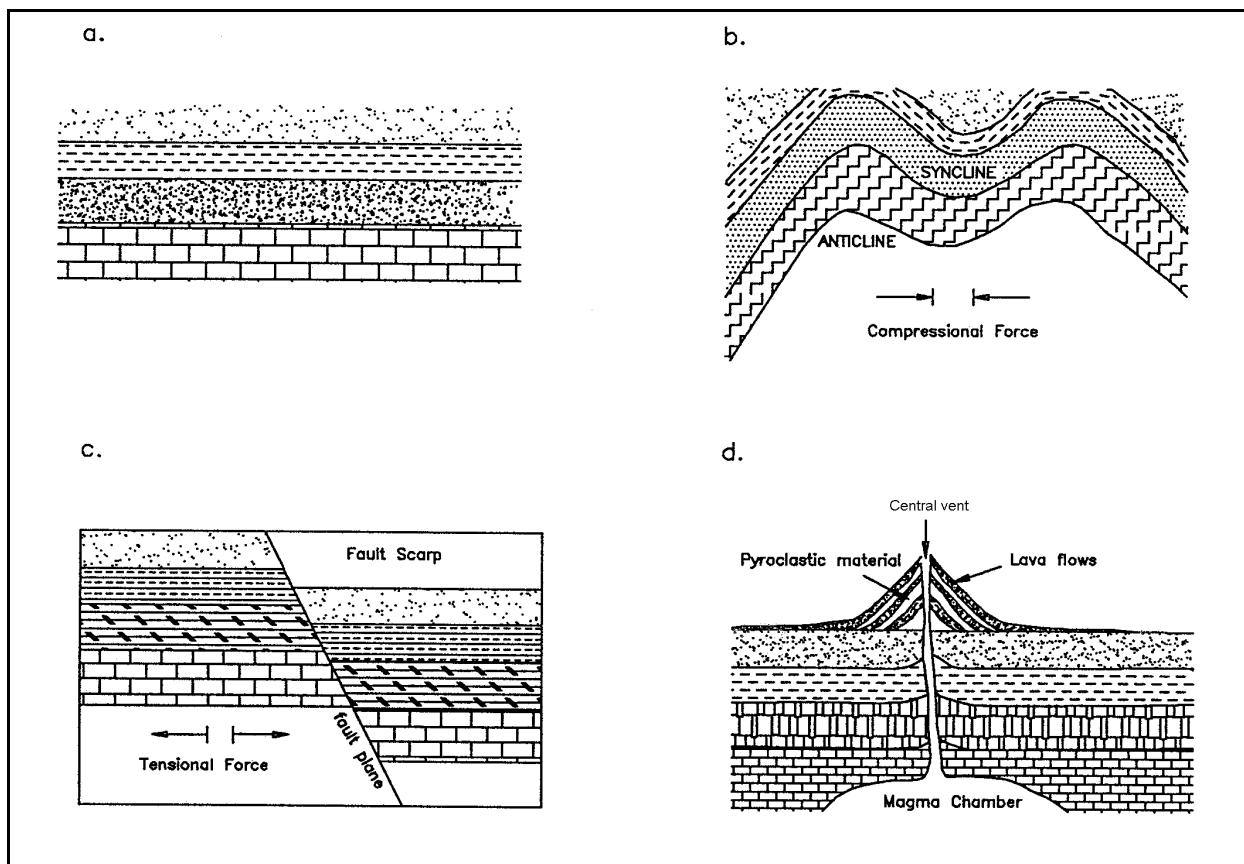 a.
b.
SYNCLINE
ANTICLINE
Compressional Force
c.
Fault Scarp
Tensional Force
fault plane
d.
Central vent
Pyroclastic material
Lava flows
Magma Chamber